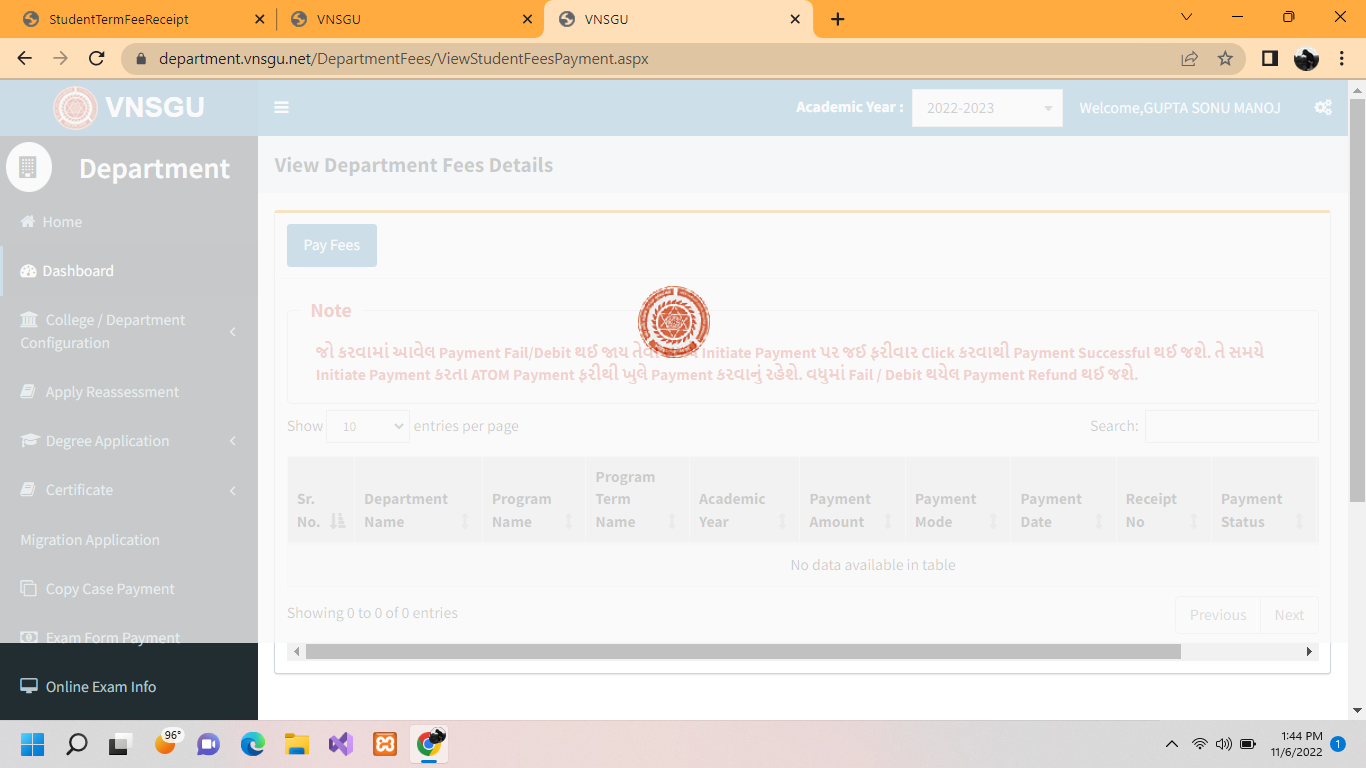 StudentTermFeeReceipt
VNSGU
VNSGU
department.vnsgu.net/DepartmentFees/ViewStudentFeesPayment.aspx
VNSGU
Academic Year :
2022-2023
Welcome,GUPTA SONU MANOJ
Department
View Department Fees Details
Home
Dashboard
College / Department
Configuration
Apply Reassessment
Degree Application
Certificate
Migration Application
Copy Case Payment
Exam Form Payment
Online Exam Info
Pay Fees
Note
જો કરવામાં આવેલ Payment Fail/Debit થઈ જાય Initiate Payment પર જઈ ફરીવાર Click કરવાથી Payment Successful થઈ જશે. તે સમયે
Initiate Payment કરતા ATOM Payment ફરીથી ખુલે Payment કરવાનું રહેશે. વધુમાં Fail / Debit થયેલ Payment Refund થઈ જશે.
Show 10 entries per page
Search:
Sr. No.
Department Name
Program Name
Program Term Name
Academic Year
Payment Amount
Payment Mode
Payment Date
Receipt No
Payment Status
No data available in table
Showing 0 to 0 of 0 entries
Previous
Next
96°
1:44 PM
11/6/2022
1